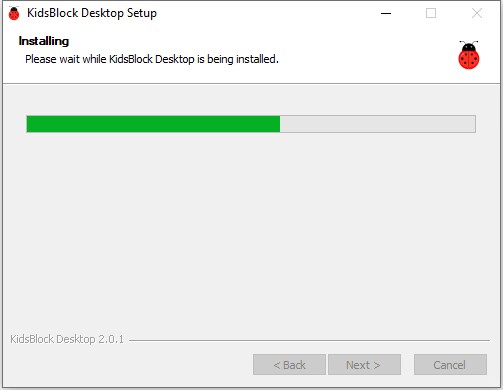 KidsBlock Desktop Setup
Installing
Please wait while KidsBlock Desktop is being installed.
KidsBlock Desktop 2.0.1
< Back
Next >
Cancel